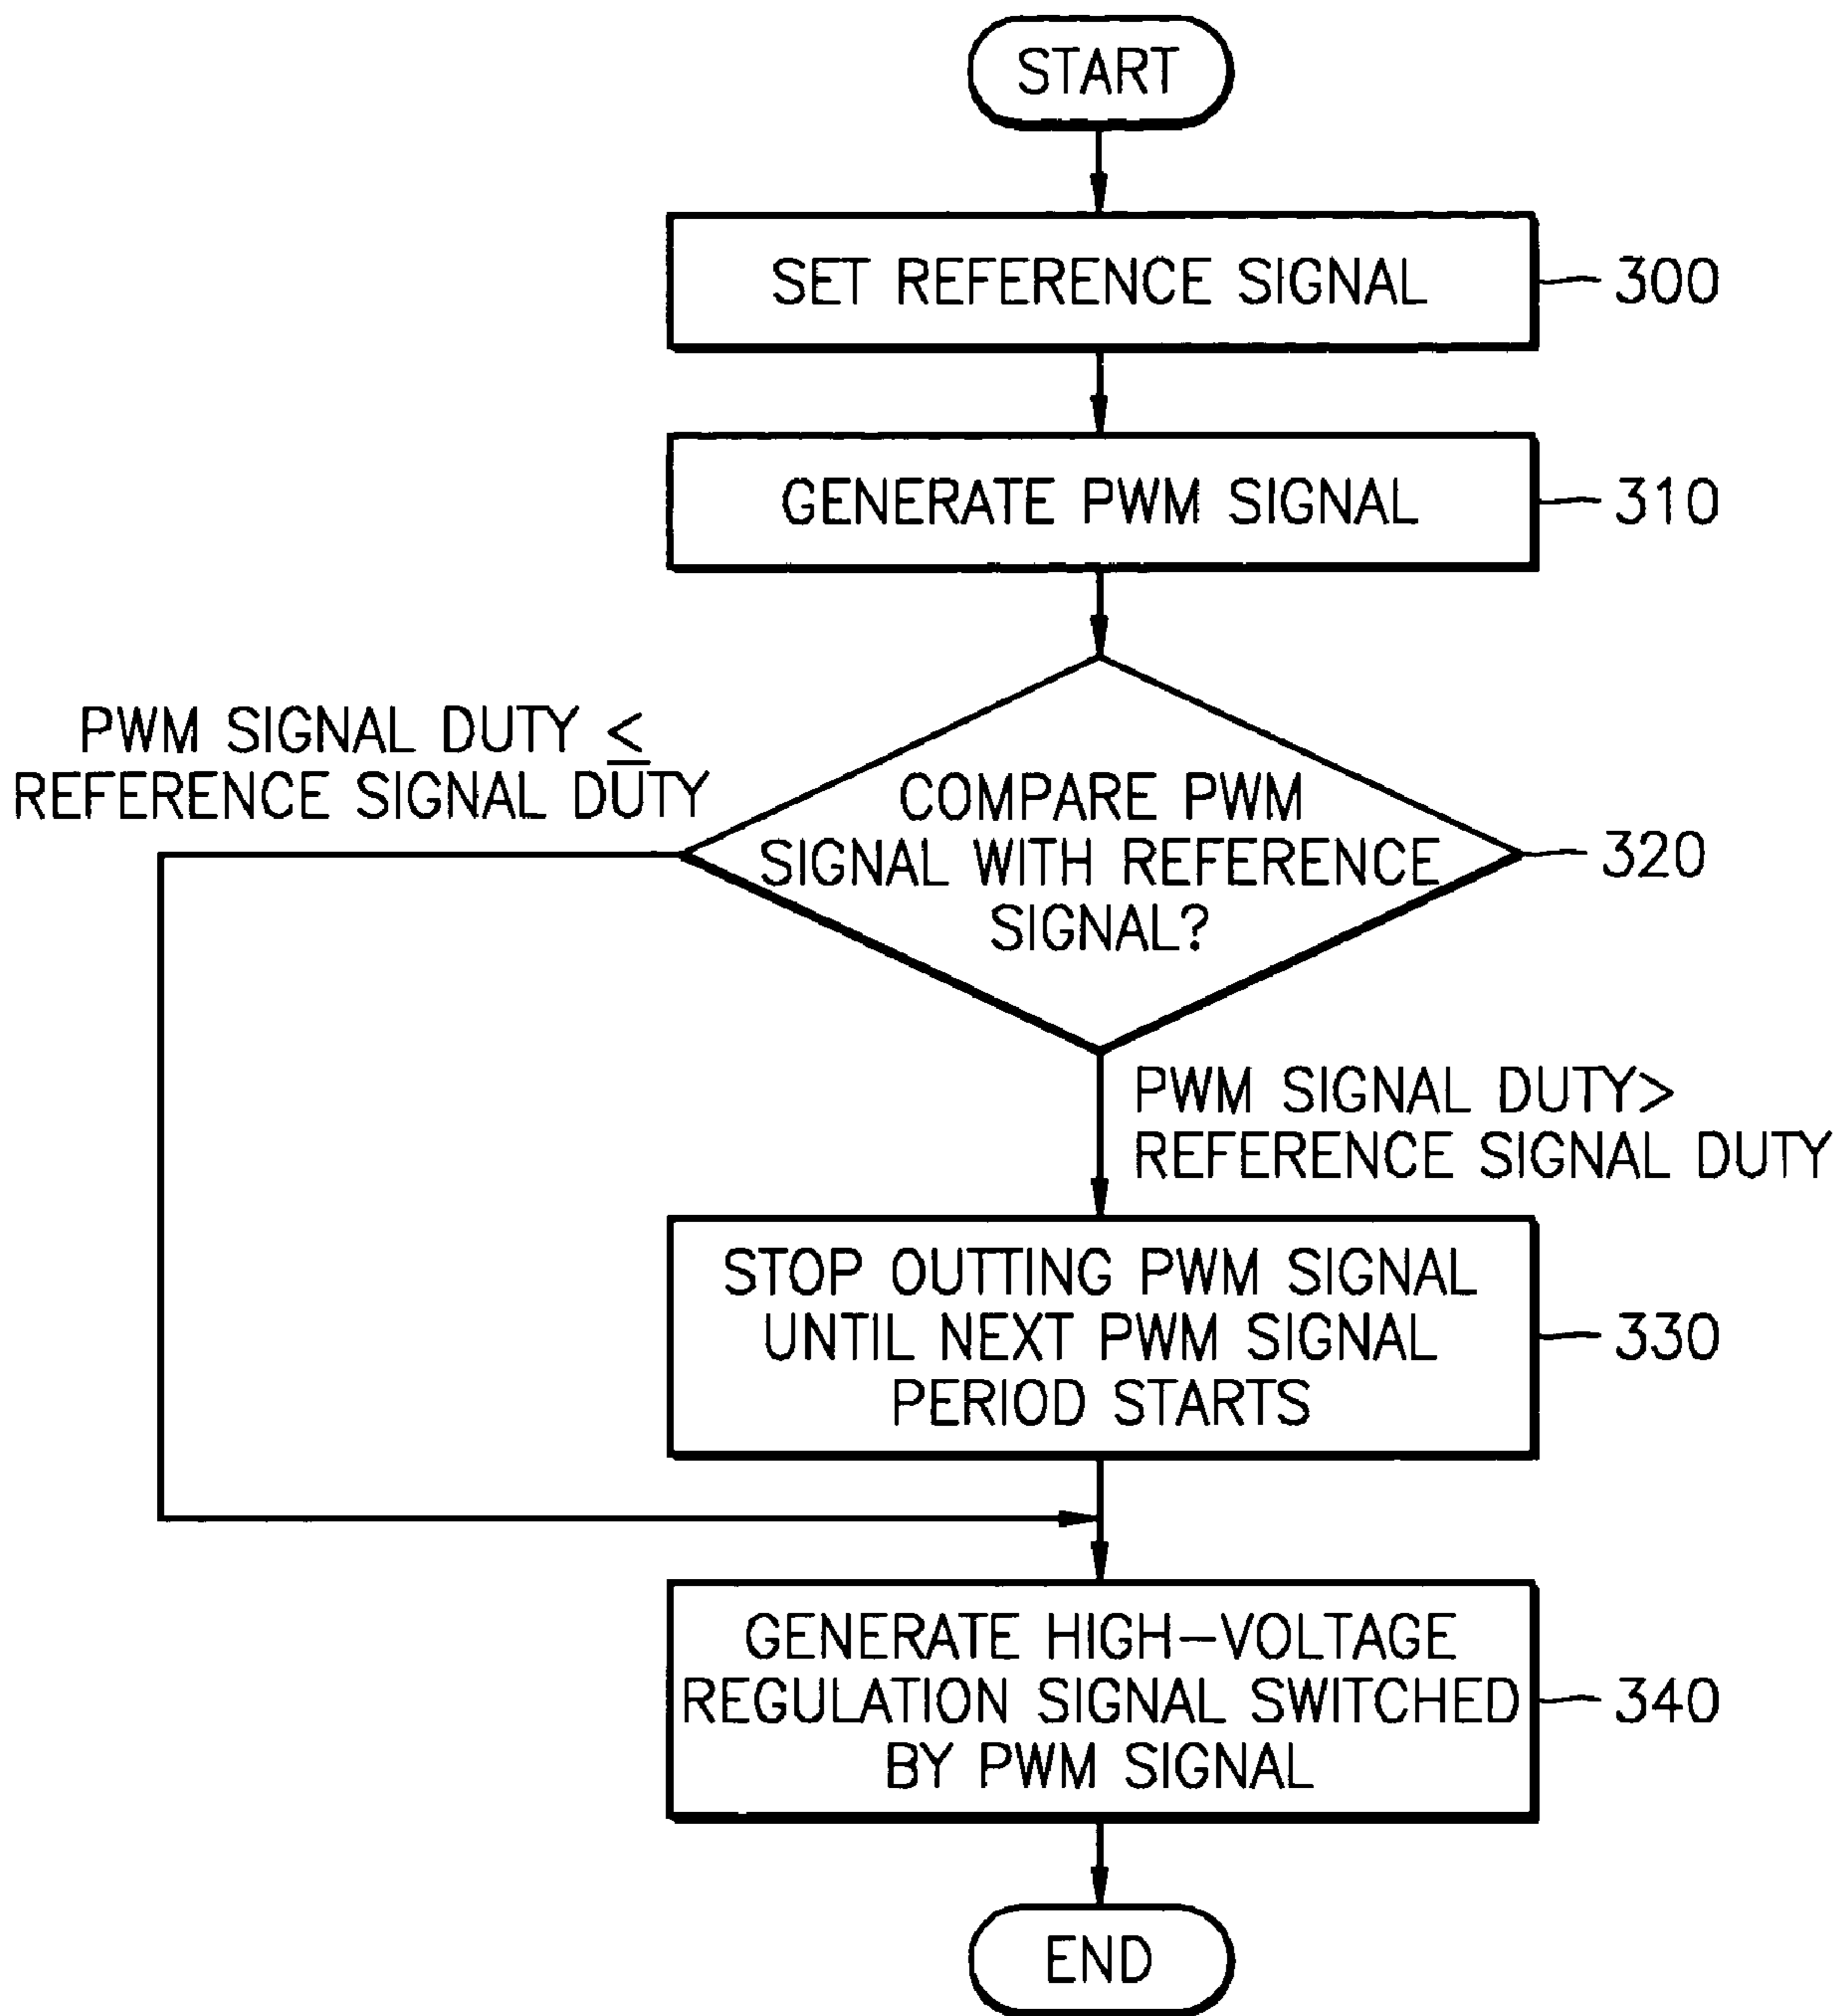 START
SET REFERENCE SIGNAL
300
GENERATE PWM SIGNAL
310
PWM SIGNAL DUTY ≤
REFERENCE SIGNAL DUTY
COMPARE PWM
SIGNAL WITH REFERENCE
SIGNAL?
320
PWM SIGNAL DUTY>
REFERENCE SIGNAL DUTY
STOP OUTTING PWM SIGNAL
UNTIL NEXT PWM SIGNAL
PERIOD STARTS
330
GENERATE HIGH-VOLTAGE
REGULATION SIGNAL SWITCHED
BY PWM SIGNAL
340
END